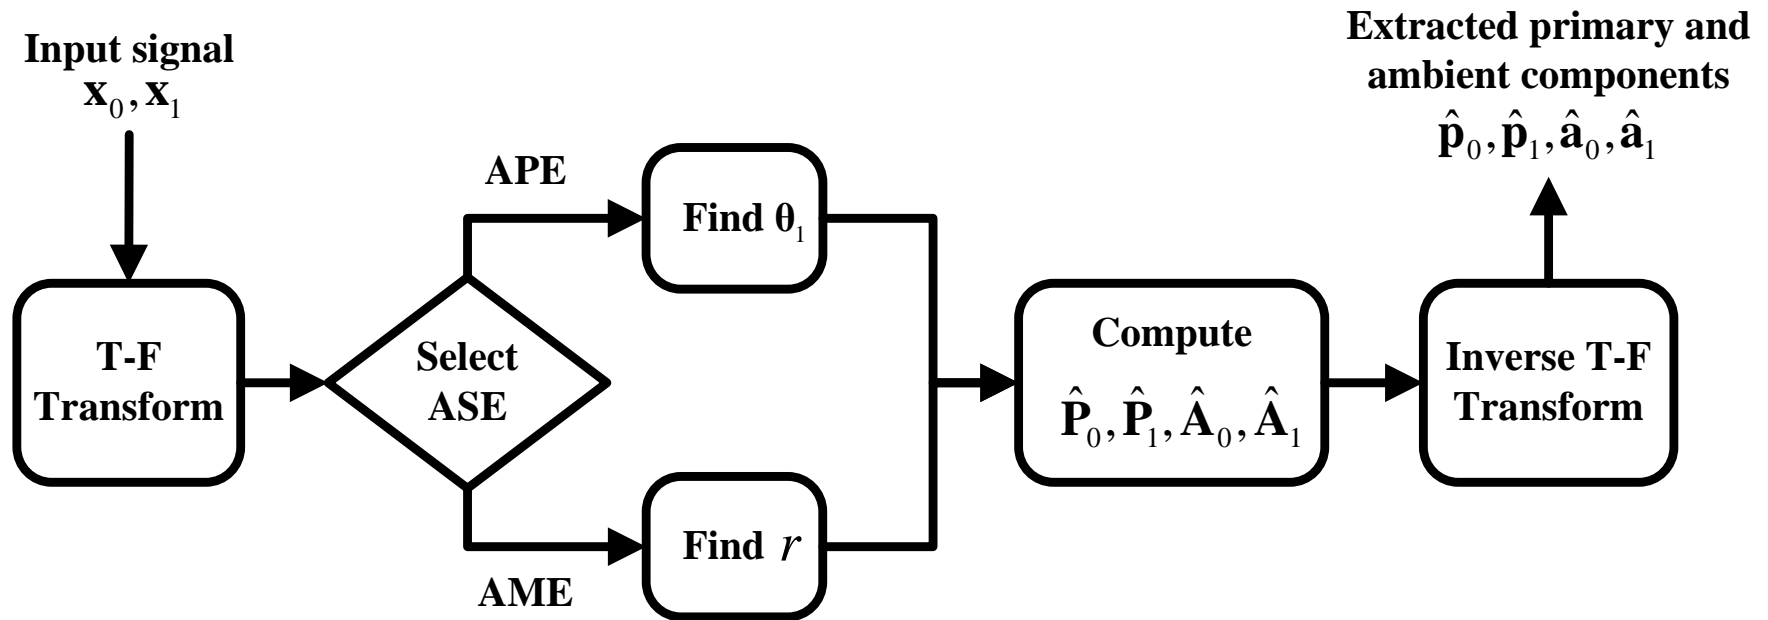 Input signal
x₀, x₁
T-F
Transform
Select
ASE
APE
Find θ₁
AME
Find r
Compute
P̂₀, P̂₁, Â₀, Â₁
Inverse T-F
Transform
Extracted primary and
ambient components
p̂₀, p̂₁, â₀, â₁